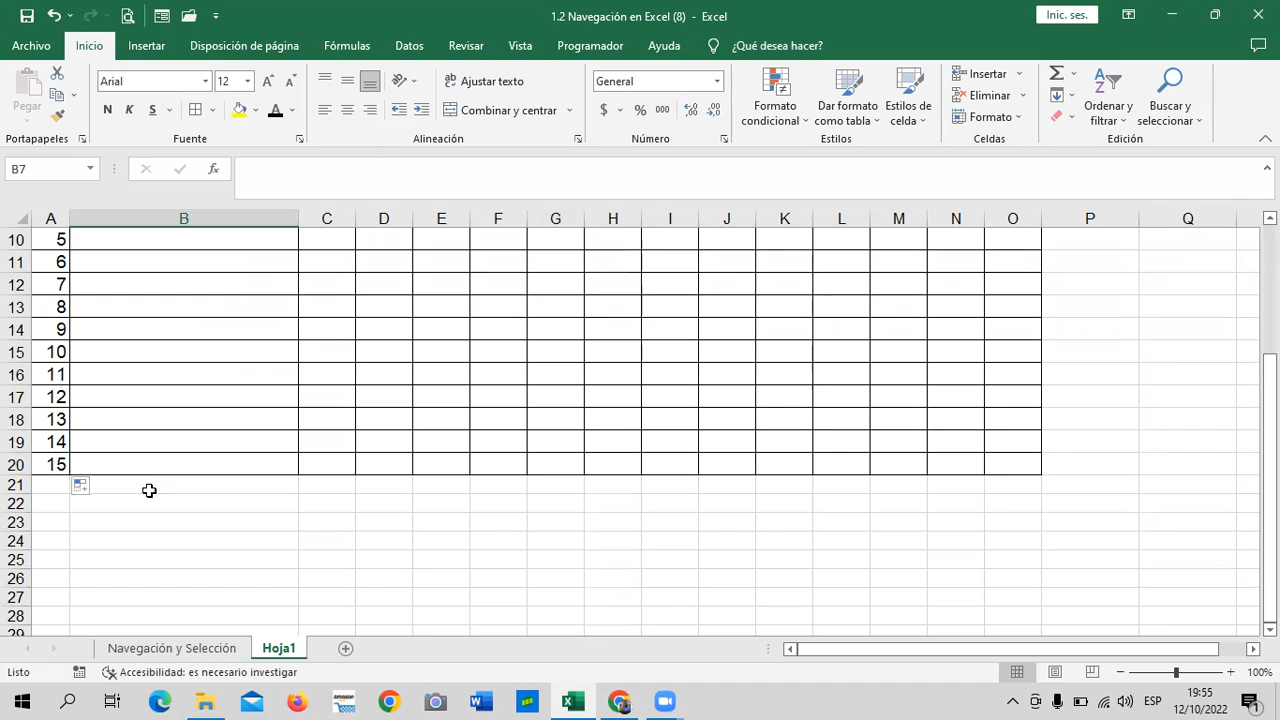 1.2 Navegación en Excel (8) - Excel
Inic. ses.
Archivo Inicio Insertar Disposición de página Fórmulas Datos Revisar Vista Programador Ayuda ¿Qué desea hacer?
Pegar
Arial 12
Ajustar texto
General
N K S
Combinar y centrar
$ % 000
Formato condicional
Dar formato como tabla
Estilos de celda
Insertar
Eliminar
Formato
Ordenar y filtrar
Buscar y seleccionar
Portapapeles Fuente Alineación Número Estilos Celdas Edición
B7 fx
A B C D E F G H I J K L M N O P Q
10 5
11 6
12 7
13 8
14 9
15 10
16 11
17 12
18 13
19 14
20 15
21
22
23
24
25
26
27
28
29
Navegación y Selección Hoja1
Listo Accesibilidad: es necesario investigar 100%
ESP
19:55
12/10/2022